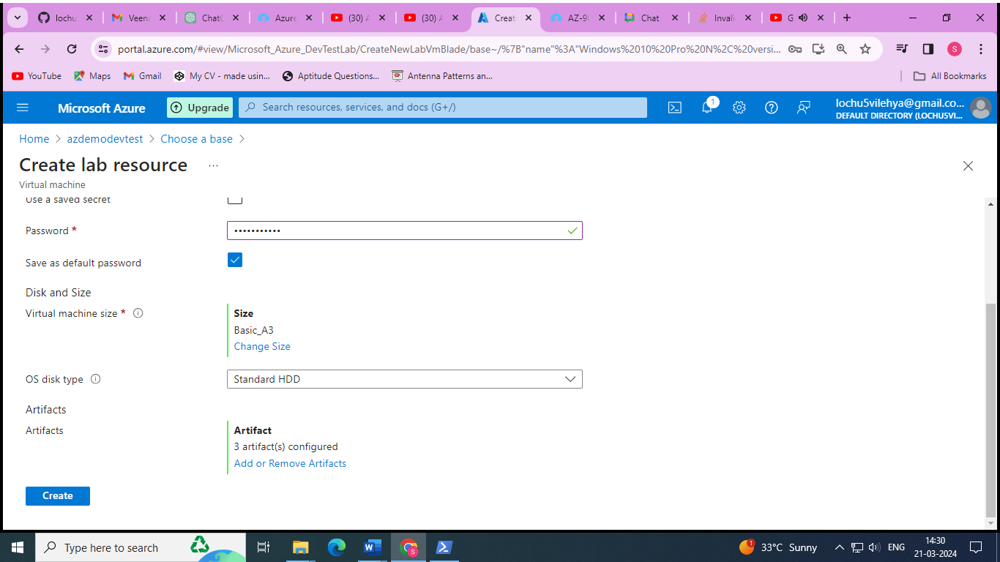 lochu
Veena
ChatG
Azure
(30) A
(30) A
Creat
AZ-90
Chat
Invali
G
portal.azure.com/#view/Microsoft_Azure_DevTestLab/CreateNewLabVmBlade/base~/%7B"name"%3A"Windows%2010%20Pro%20N%2C%20versi...
S
YouTube
Maps
Gmail
My CV - made usin...
Aptitude Questions...
Antenna Patterns an...
All Bookmarks
Microsoft Azure
Upgrade
Search resources, services, and docs (G+/)
1
lochu5vilehya@gmail.co...
DEFAULT DIRECTORY (LOCHU5VI...
Home > azdemodevtest > Choose a base >
Create lab resource ...
Virtual machine
Use a saved secret
Password *
Save as default password
Disk and Size
Virtual machine size *
Size
Basic_A3
Change Size
OS disk type
Standard HDD
Artifacts
Artifacts
Artifact
3 artifact(s) configured
Add or Remove Artifacts
Create
Type here to search
W
S
1
33°C Sunny
ENG
14:30
21-03-2024